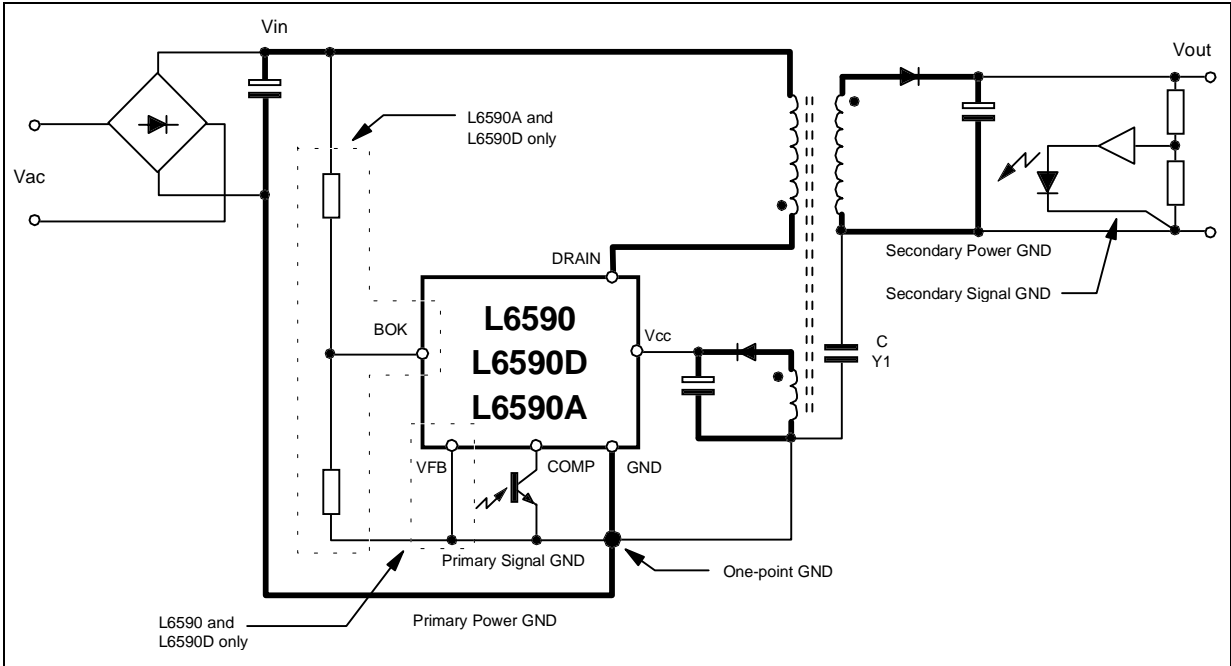 Vin
Vout
L6590A and
L6590D only
Vac
DRAIN
Secondary Power GND
Secondary Signal GND
BOK
L6590
L6590D
L6590A
Vcc
C
Y1
VFB
COMP
GND
Primary Signal GND
One-point GND
L6590 and
L6590D only
Primary Power GND